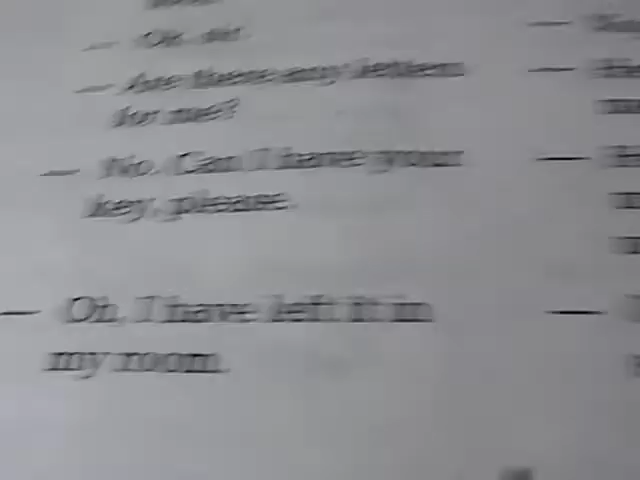 — Oh, sir.
— Are there any letters
for me?
— No. Can I have your
key, please.
— Oh, I have left it in
my room.